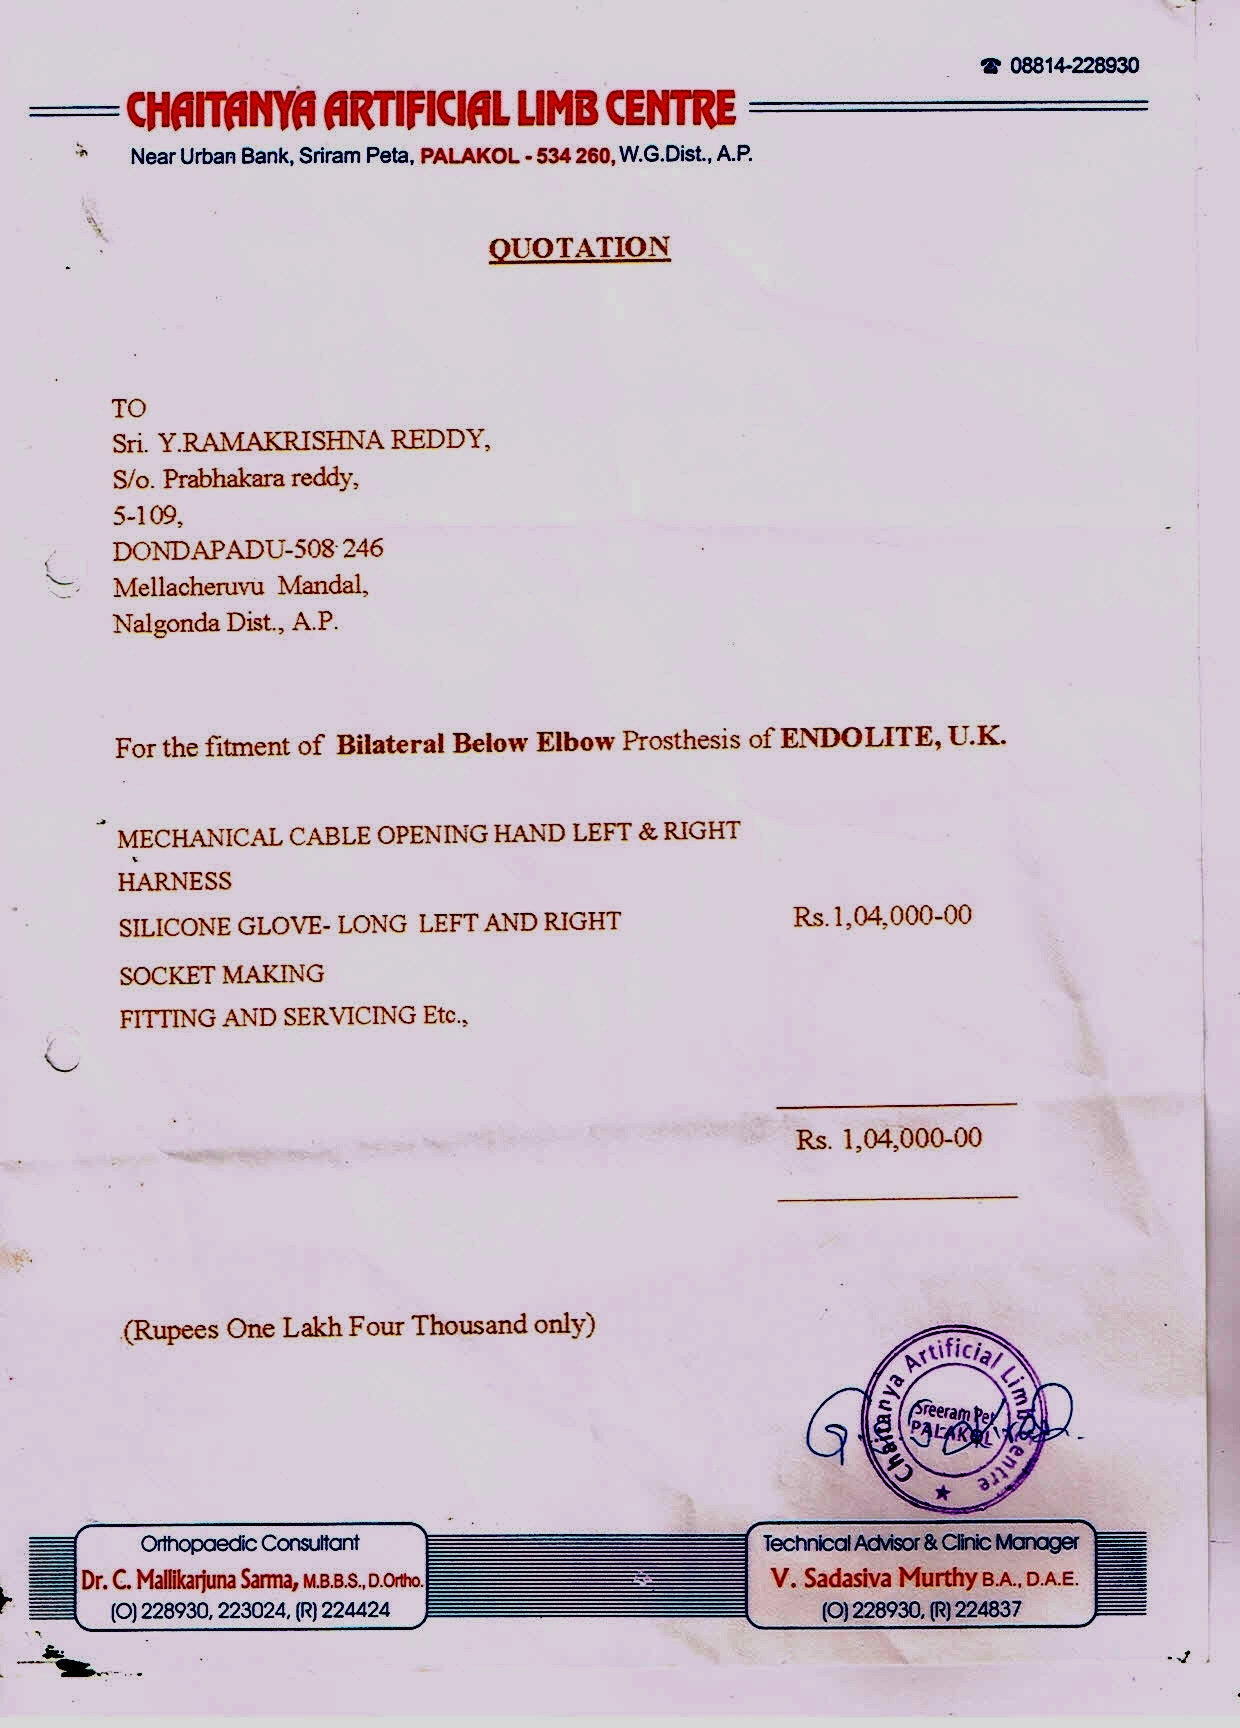 ☎ 08814-228930
CHAITANYA ARTIFICIAL LIMB CENTRE
Near Urban Bank, Sriram Peta, PALAKOL - 534 260, W.G.Dist., A.P.
QUOTATION
TO
Sri. Y.RAMAKRISHNA REDDY,
S/o. Prabhakara reddy,
5-109,
DONDAPADU-508 246
Mellacheruvu Mandal,
Nalgonda Dist., A.P.
For the fitment of Bilateral Below Elbow Prosthesis of ENDOLITE, U.K.
MECHANICAL CABLE OPENING HAND LEFT & RIGHT
HARNESS
SILICONE GLOVE- LONG LEFT AND RIGHT Rs.1,04,000-00
SOCKET MAKING
FITTING AND SERVICING Etc.,
Rs. 1,04,000-00
(Rupees One Lakh Four Thousand only)
Chaitanya Artificial Limb Centre
Sreeram Pet
PALAKOL
Orthopaedic Consultant
Dr. C. Mallikarjuna Sarma, M.B.B.S., D.Ortho.
(O) 228930, 223024, (R) 224424
Technical Advisor & Clinic Manager
V. Sadasiva Murthy B.A., D.A.E.
(O) 228930, (R) 224837